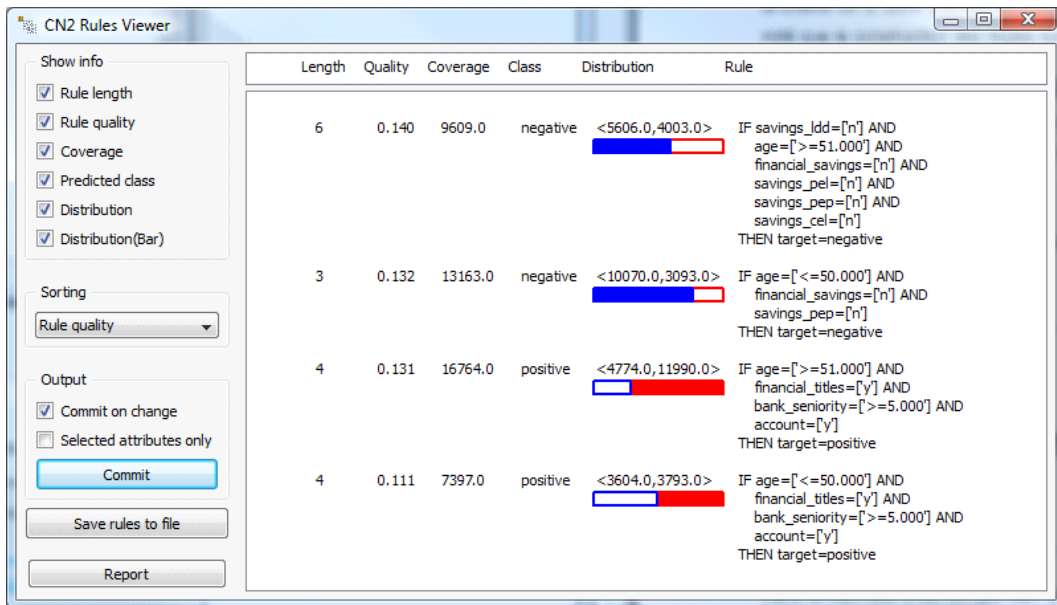 CN2 Rules Viewer
Show info
Rule length
Rule quality
Coverage
Predicted class
Distribution
Distribution(Bar)
Sorting
Rule quality
Output
Commit on change
Selected attributes only
Commit
Save rules to file
Report
Length Quality Coverage Class Distribution Rule
6 0.140 9609.0 negative <5606.0,4003.0> IF savings_ldd=['n'] AND
age=['>=51.000'] AND
financial_savings=['n'] AND
savings_pel=['n'] AND
savings_pep=['n'] AND
savings_cel=['n']
THEN target=negative
3 0.132 13163.0 negative <10070.0,3093.0> IF age=['<=50.000'] AND
financial_savings=['n'] AND
savings_pep=['n']
THEN target=negative
4 0.131 16764.0 positive <4774.0,11990.0> IF age=['>=51.000'] AND
financial_titles=['y'] AND
bank_seniority=['>=5.000'] AND
account=['y']
THEN target=positive
4 0.111 7397.0 positive <3604.0,3793.0> IF age=['<=50.000'] AND
financial_titles=['y'] AND
bank_seniority=['>=5.000'] AND
account=['y']
THEN target=positive